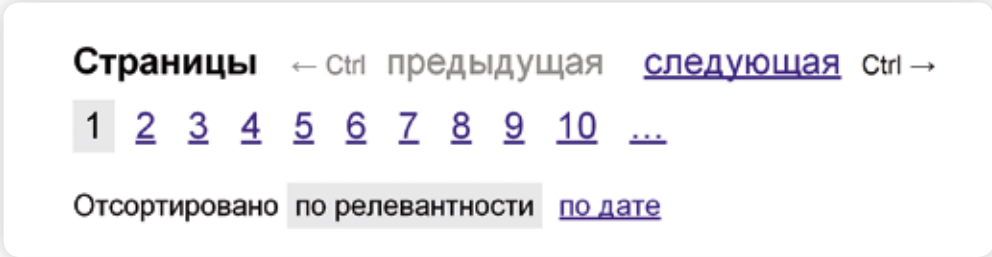 Страницы ← Ctrl предыдущая следующая Ctrl →
1 2 3 4 5 6 7 8 9 10 ...
Отсортировано по релевантности по дате